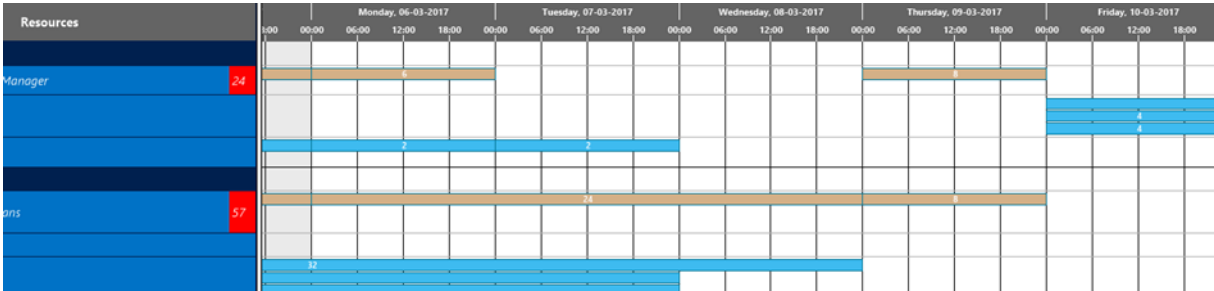 Resources
Monday, 06-03-2017 Tuesday, 07-03-2017 Wednesday, 08-03-2017 Thursday, 09-03-2017 Friday, 10-03-2017
1:00 00:00 06:00 12:00 18:00 00:00 06:00 12:00 18:00 00:00 06:00 12:00 18:00 00:00 06:00 12:00 18:00 00:00 06:00 12:00 18:00
Manager 24 6 8
4
4
2 2
ans 57 24 8
32